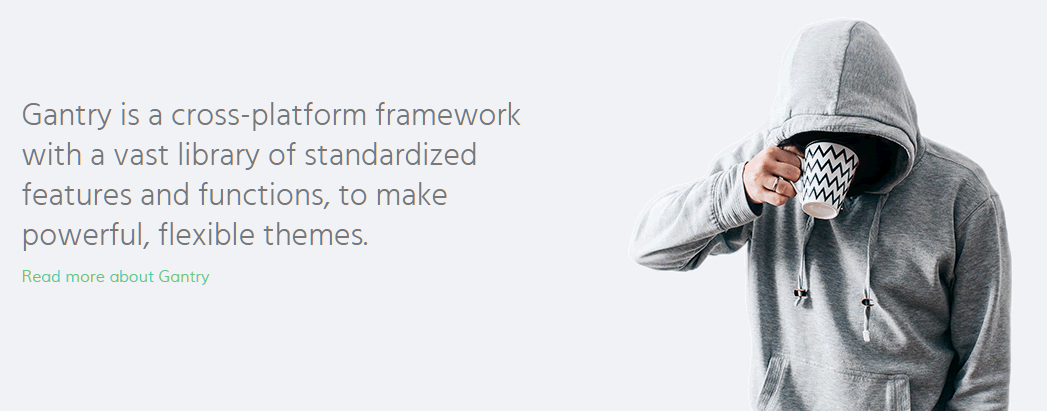 Gantry is a cross-platform framework
with a vast library of standardized
features and functions, to make
powerful, flexible themes.
Read more about Gantry